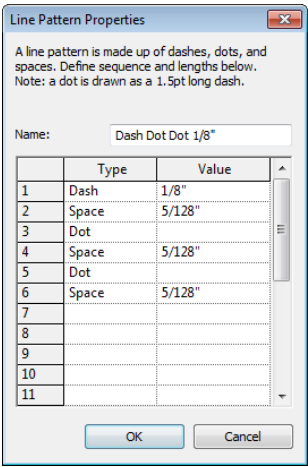 Line Pattern Properties
A line pattern is made up of dashes, dots, and
spaces. Define sequence and lengths below.
Note: a dot is drawn as a 1.5pt long dash.
Name: Dash Dot Dot 1/8"
Type Value
1 Dash 1/8"
2 Space 5/128"
3 Dot
4 Space 5/128"
5 Dot
6 Space 5/128"
7
8
9
10
11
OK Cancel